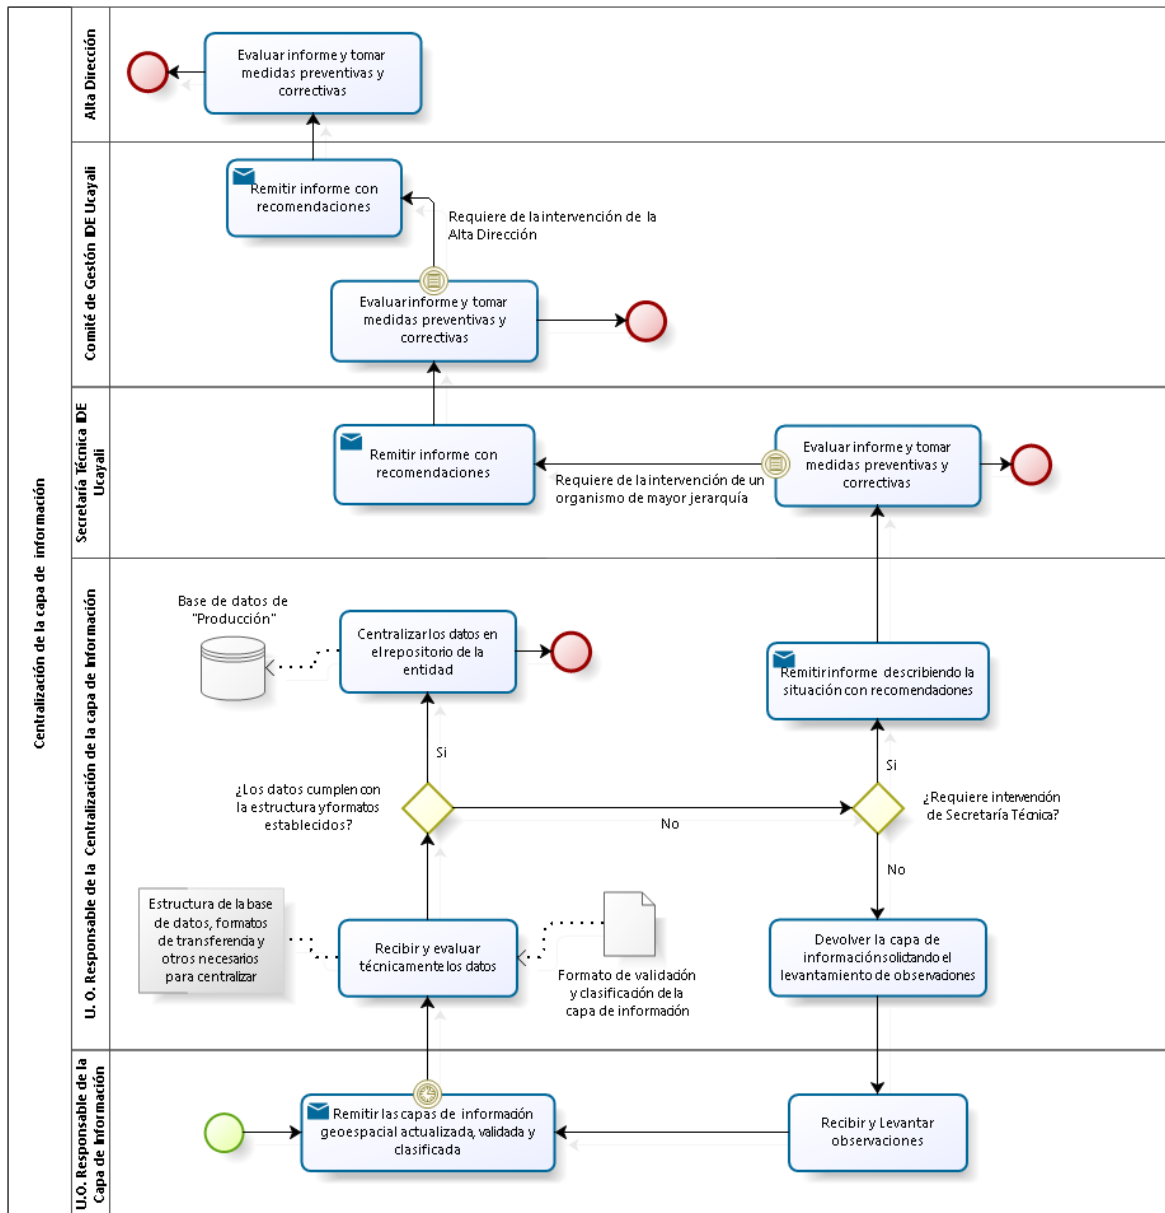 Centralización de la capa de información
Alta Dirección
Evaluar informe y tomar
medidas preventivas y
correctivas
Comité de Gestión IDE Ucayali
Remitir informe con
recomendaciones
Requiere de la intervención de la
Alta Dirección
Evaluar informe y tomar
medidas preventivas y
correctivas
Secretaría Técnica IDE
Ucayali
Remitir informe con
recomendaciones
Requiere de la intervención de un
organismo de mayor jerarquía
Evaluar informe y tomar
medidas preventivas y
correctivas
U. O. Responsable de la Centralización de la capa de Información
Base de datos de
"Producción"
Centralizar los datos en
el repositorio de la
entidad
Remitir informe describiendo la
situación con recomendaciones
Si
Si
¿Los datos cumplen con
la estructura y formatos
establecidos?
No
¿Requiere intervención
de Secretaría Técnica?
No
Estructura de la base
de datos, formatos
de transferencia y
otros necesarios
para centralizar
Recibir y evaluar
técnicamente los datos
Formato de validación
y clasificación de la
capa de información
Devolver la capa de
información solictando el
levantamiento de observaciones
U.O. Responsable de la
Capa de Información
Remitir las capas de información
geoespacial actualizada, validada y
clasificada
Recibir y Levantar
observaciones